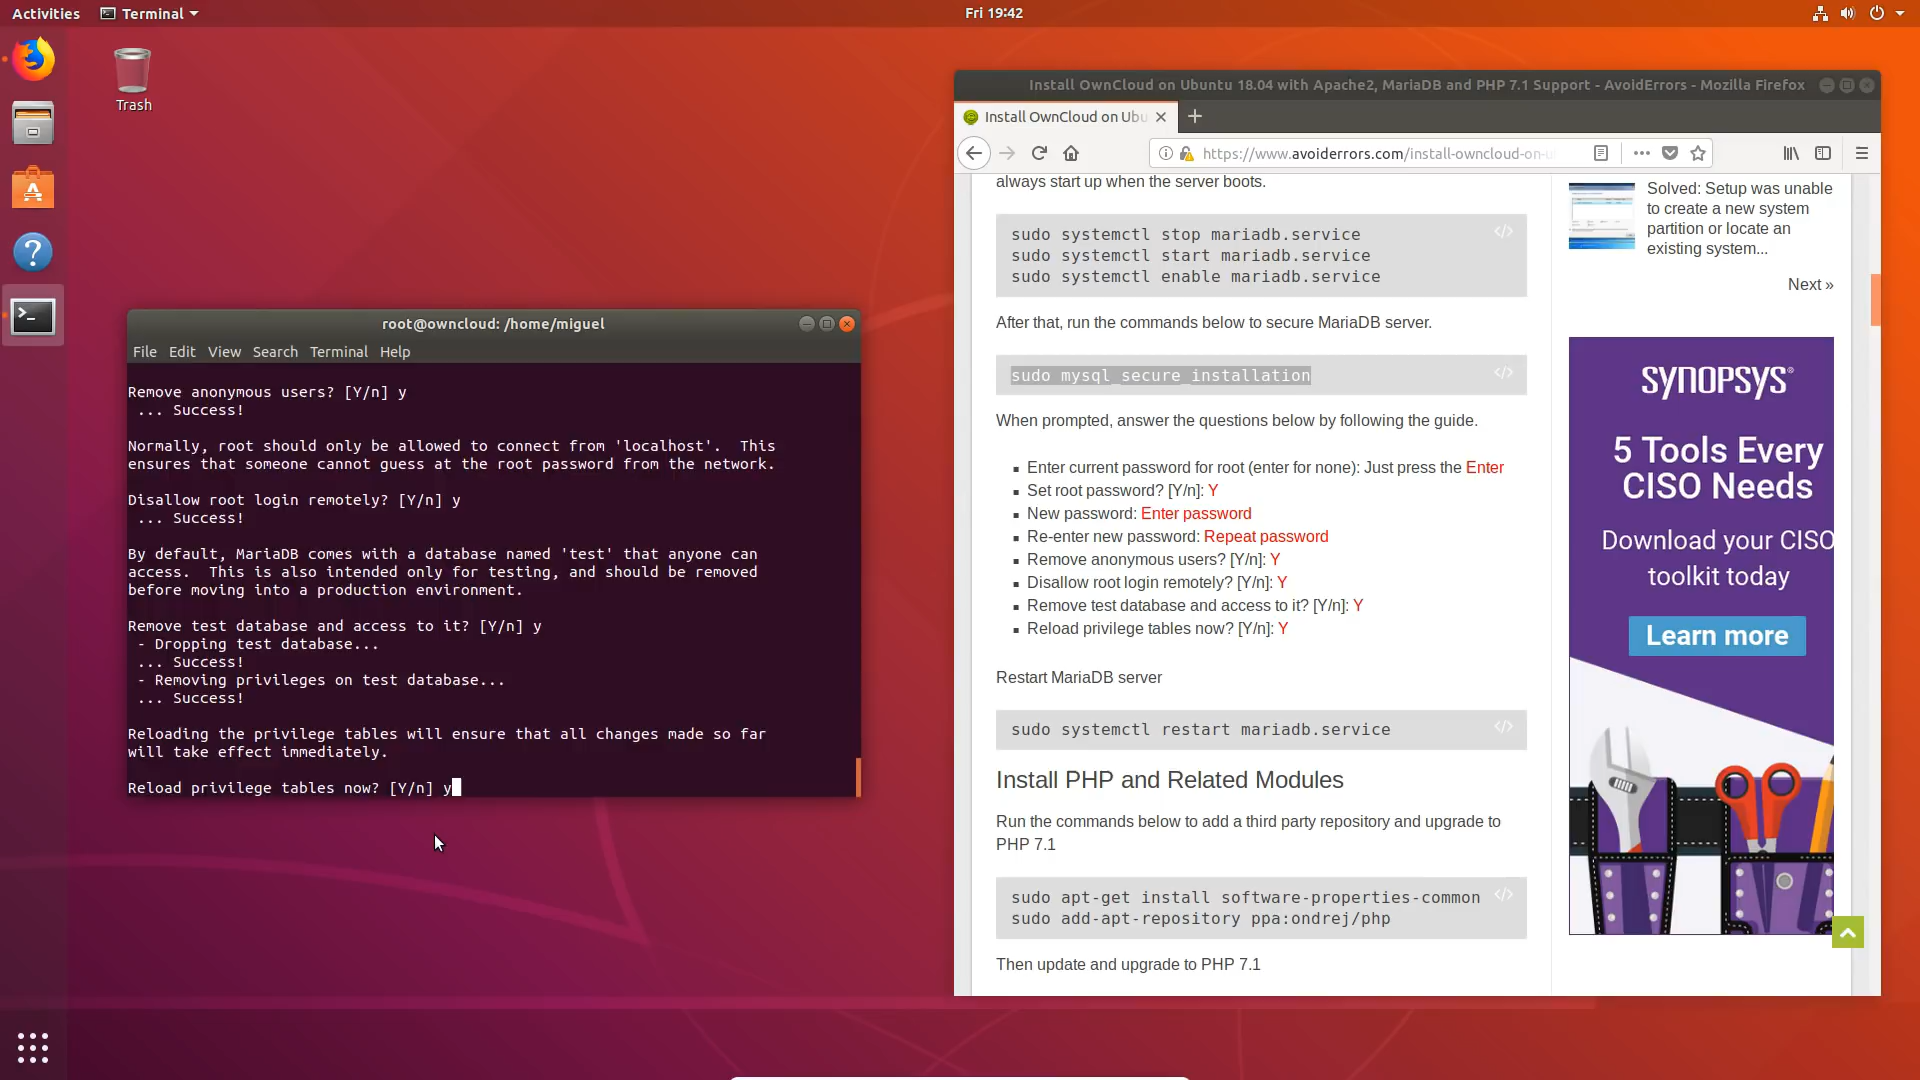 Activities
Terminal
Fri 19:42
Trash
root@owncloud: /home/miguel
File Edit View Search Terminal Help
Remove anonymous users? [Y/n] y
... Success!
Normally, root should only be allowed to connect from 'localhost'.  This
ensures that someone cannot guess at the root password from the network.
Disallow root login remotely? [Y/n] y
... Success!
By default, MariaDB comes with a database named 'test' that anyone can
access.  This is also intended only for testing, and should be removed
before moving into a production environment.
Remove test database and access to it? [Y/n] y
- Dropping test database...
... Success!
- Removing privileges on test database...
... Success!
Reloading the privilege tables will ensure that all changes made so far
will take effect immediately.
Reload privilege tables now? [Y/n] y
Install OwnCloud on Ubuntu 18.04 with Apache2, MariaDB and PHP 7.1 Support - AvoidErrors - Mozilla Firefox
Install OwnCloud on Ubu
https://www.avoiderrors.com/install-owncloud-on-u
always start up when the server boots.
sudo systemctl stop mariadb.service
sudo systemctl start mariadb.service
sudo systemctl enable mariadb.service
After that, run the commands below to secure MariaDB server.
sudo mysql_secure_installation
When prompted, answer the questions below by following the guide.
Enter current password for root (enter for none): Just press the Enter
Set root password? [Y/n]: Y
New password: Enter password
Re-enter new password: Repeat password
Remove anonymous users? [Y/n]: Y
Disallow root login remotely? [Y/n]: Y
Remove test database and access to it? [Y/n]: Y
Reload privilege tables now? [Y/n]: Y
Restart MariaDB server
sudo systemctl restart mariadb.service
Install PHP and Related Modules
Run the commands below to add a third party repository and upgrade to
PHP 7.1
sudo apt-get install software-properties-common
sudo add-apt-repository ppa:ondrej/php
Then update and upgrade to PHP 7.1
Solved: Setup was unable
to create a new system
partition or locate an
existing system...
Next »
SYNOPSYS®
5 Tools Every
CISO Needs
Download your CISO
toolkit today
Learn more